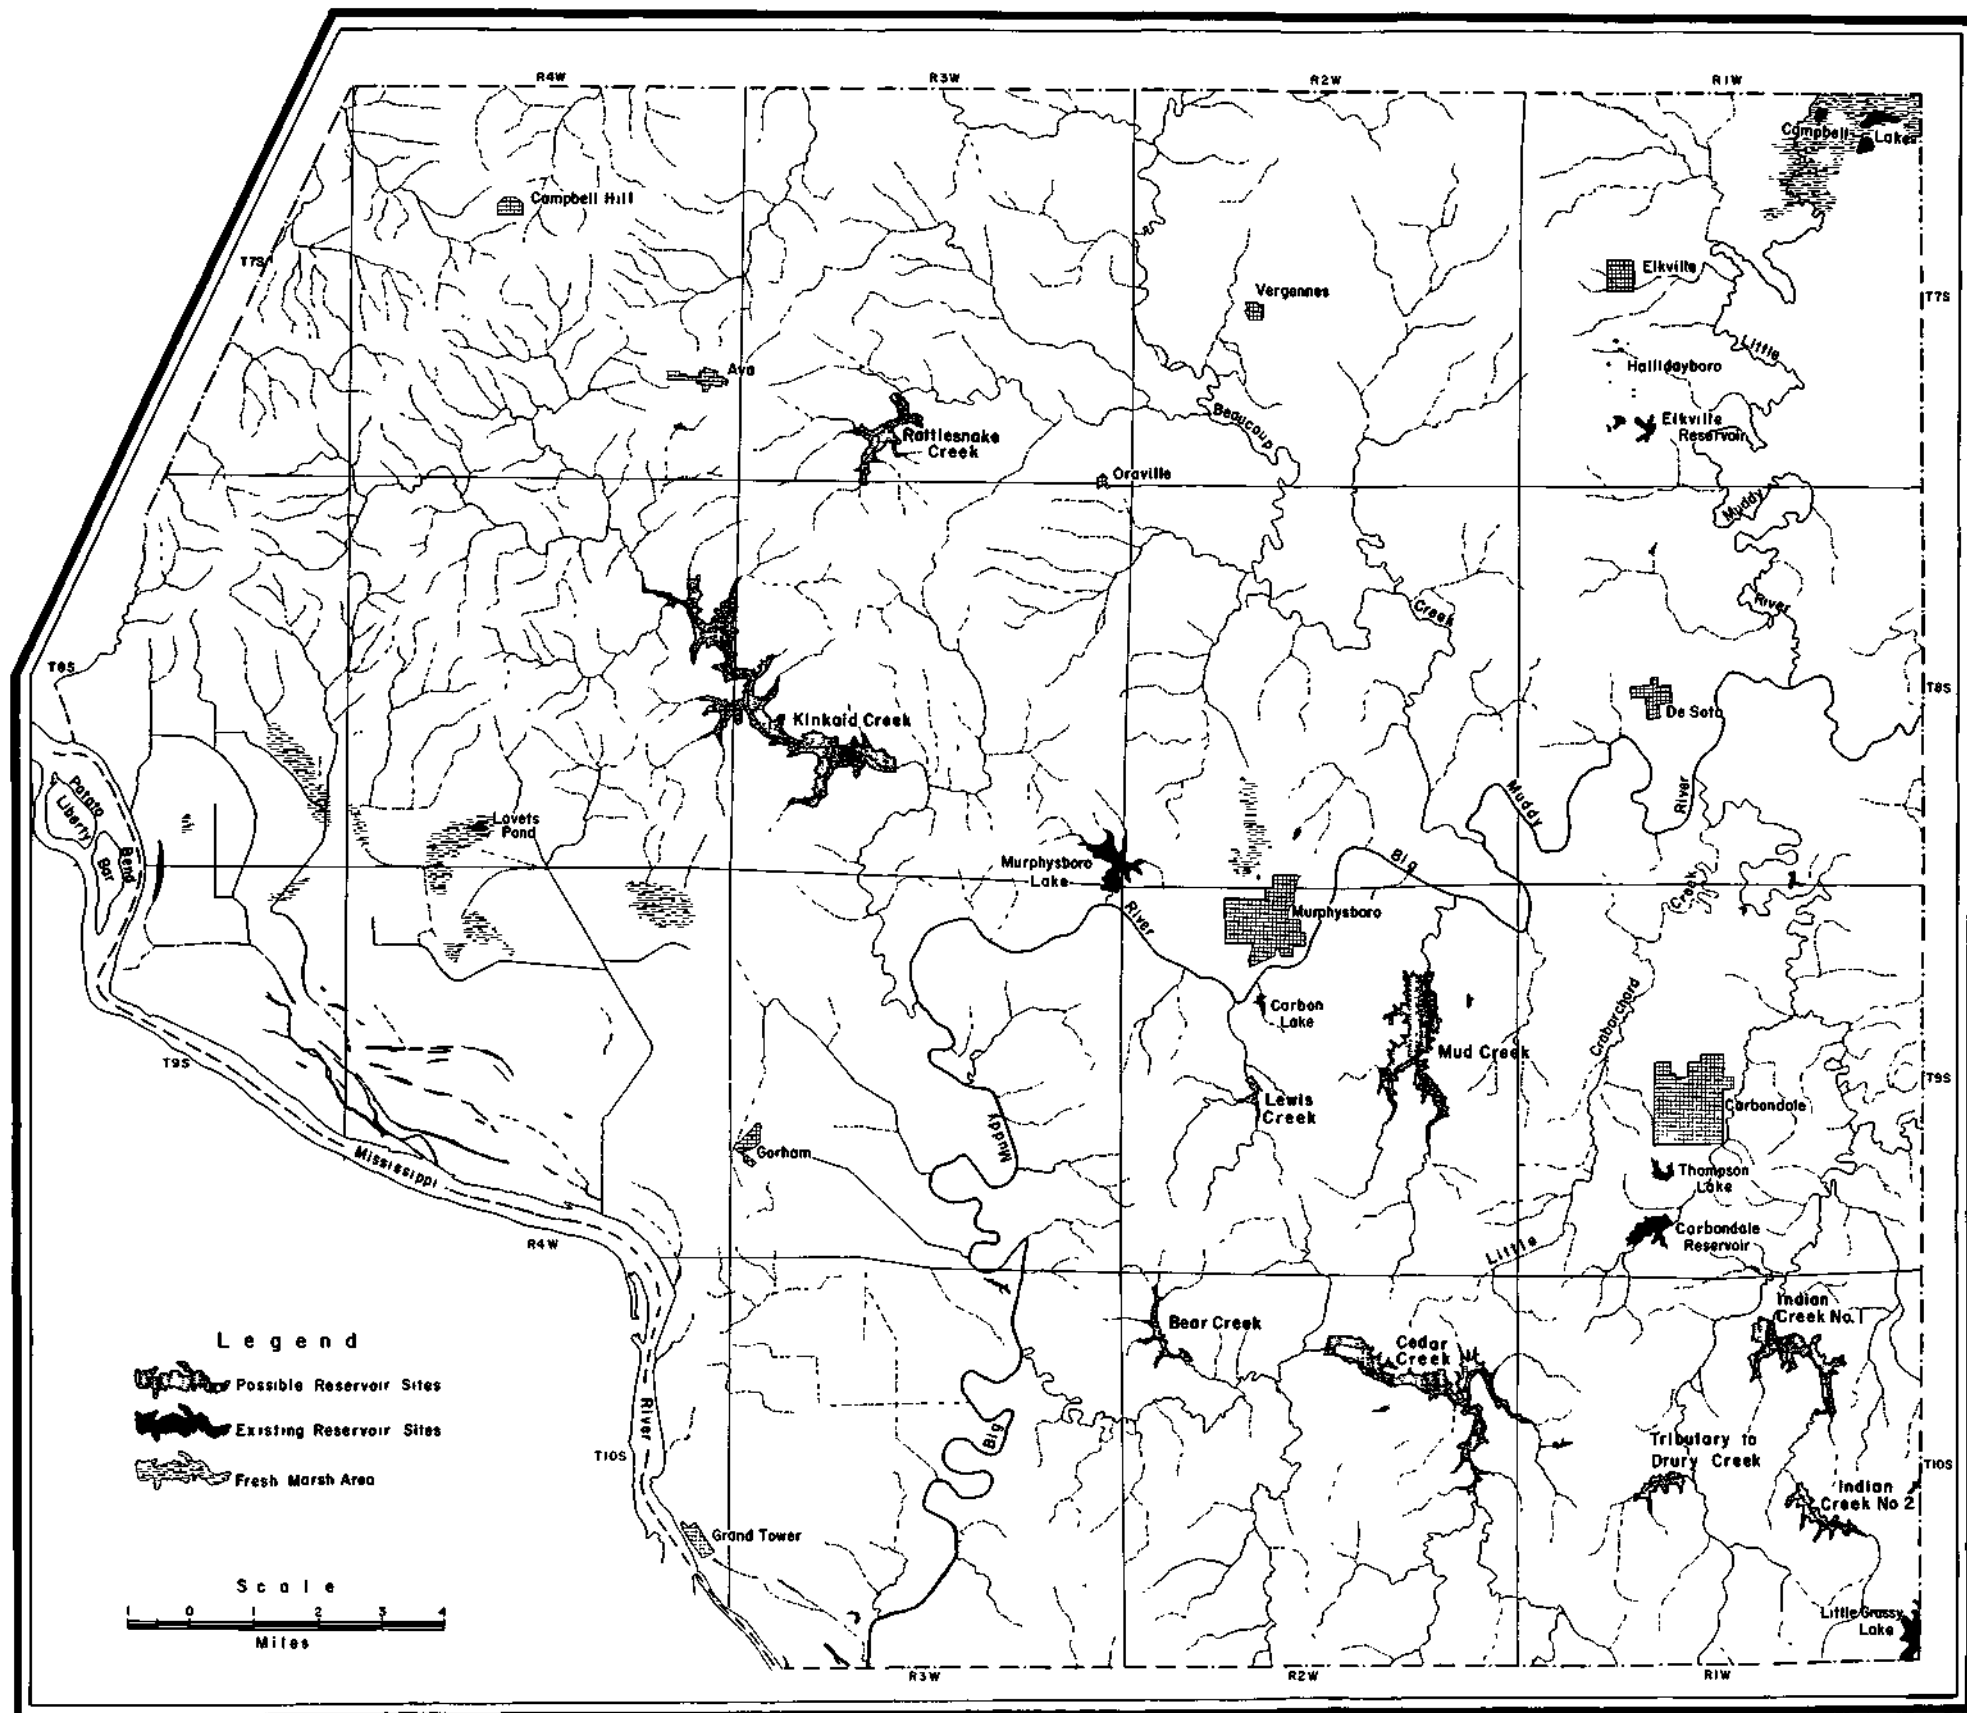 R4W
R3W
R2W
R1W
Campbell
Lake
Campbell Hill
T7S
Elkville
Vergennes
T7S
Little
Hallidayboro
Ava
Beaucoup
Elkville
Reservoir
Rattlesnake
Creek
Oraville
Muddy
Creek
River
T8S
T8S
De Soto
Kinkaid Creek
Potato
Liberty
Bend
Bar
Muddy
River
Lovets
Pond
Murphysboro
Lake
Big
River
Creek
Murphysboro
Carbon
Lake
Craborchard
Mud Creek
T9S
T9S
Lewis
Creek
Carbondale
Muddy
Gorham
Mississippi
Thompson
Lake
Carbondale
Reservoir
R4W
Little
Indian
Creek No. 1
Bear Creek
Cedar
Creek
Legend
Possible Reservoir Sites
Existing Reservoir Sites
Fresh Marsh Area
River
Big
T10S
Tributary to
Drury Creek
T10S
Indian
Creek No 2
Grand Tower
Scale
1 0 1 2 3 4
Miles
Little Grassy
Lake
R3W
R2W
R1W